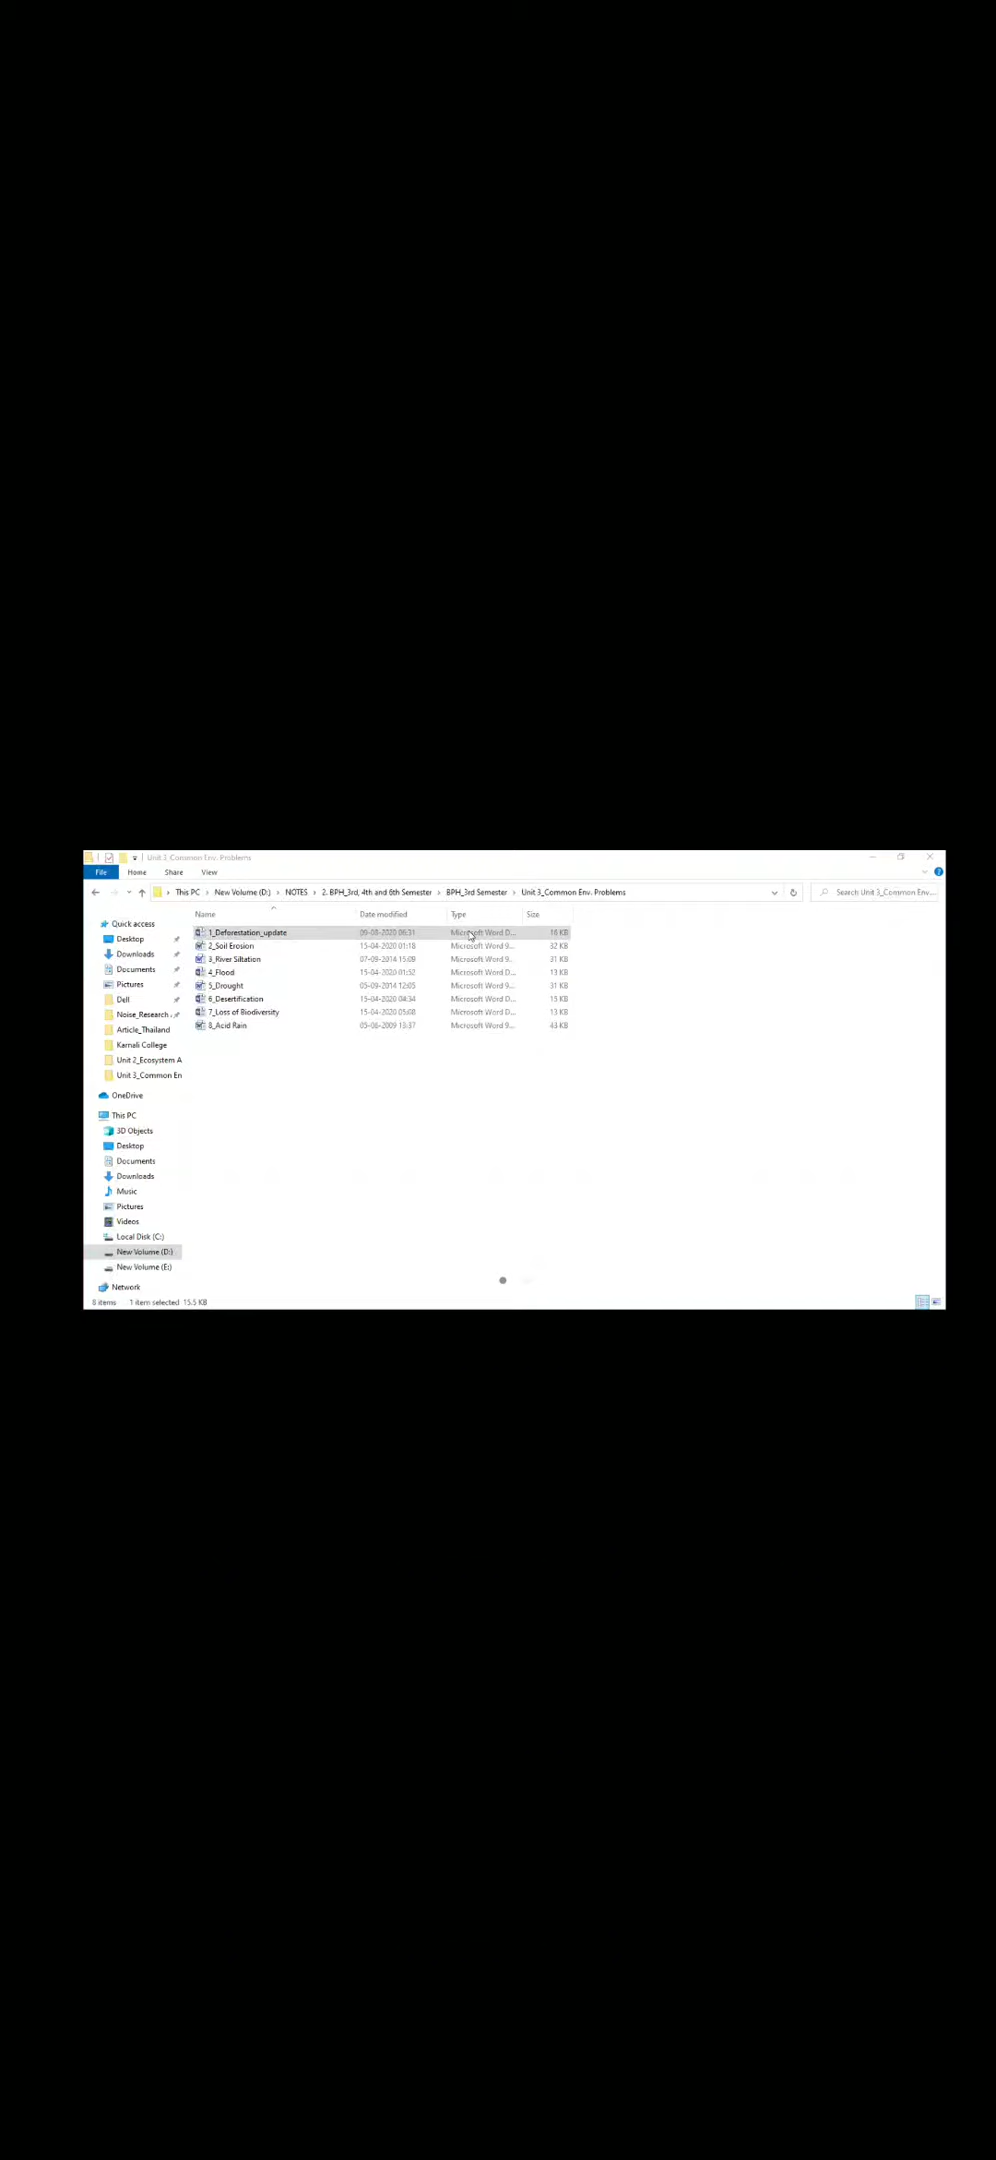 Unit 3_Common Env. Problems
File Home Share View
This PC New Volume (D:) NOTES 2. BPH_3rd, 4th and 6th Semester BPH_3rd Semester Unit 3_Common Env. Problems Search Unit 3_Common Env....
Name Date modified Type Size
1_Deforestation_update 09-08-2020 06:31 Microsoft Word D... 16 KB
2_Soil Erosion 15-04-2020 01:18 Microsoft Word 9... 32 KB
3_River Siltation 07-09-2014 15:09 Microsoft Word 9... 31 KB
4_Flood 15-04-2020 01:52 Microsoft Word D... 13 KB
5_Drought 05-09-2014 12:05 Microsoft Word 9... 31 KB
6_Desertification 15-04-2020 04:34 Microsoft Word D... 15 KB
7_Loss of Biodiversity 15-04-2020 05:08 Microsoft Word D... 13 KB
8_Acid Rain Microsoft Word 9... 43 KB
Quick access
Desktop
Downloads
Documents
Pictures
Dell
Noise_Research
Article_Thailand
Karnali College
Unit 2_Ecosystem A
Unit 3_Common En
OneDrive
This PC
3D Objects
Desktop
Documents
Downloads
Music
Pictures
Videos
Local Disk (C:)
New Volume (D:)
New Volume (E:)
Network
8 items 1 item selected 15.5 KB